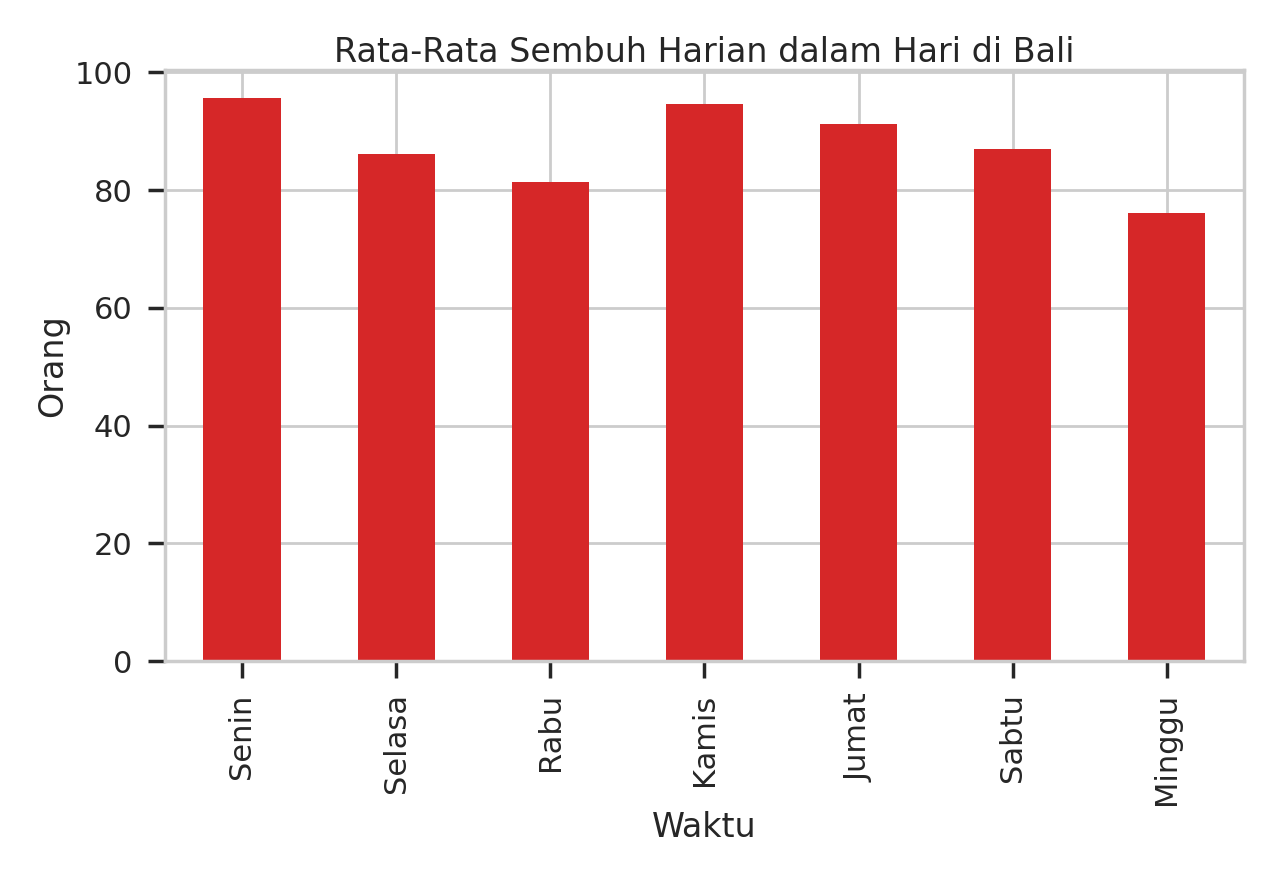 Rata-Rata Sembuh Harian dalam Hari di Bali
100
80
60
40
20
0
Orang
Senin
Selasa
Rabu
Kamis
Jumat
Sabtu
Minggu
Waktu